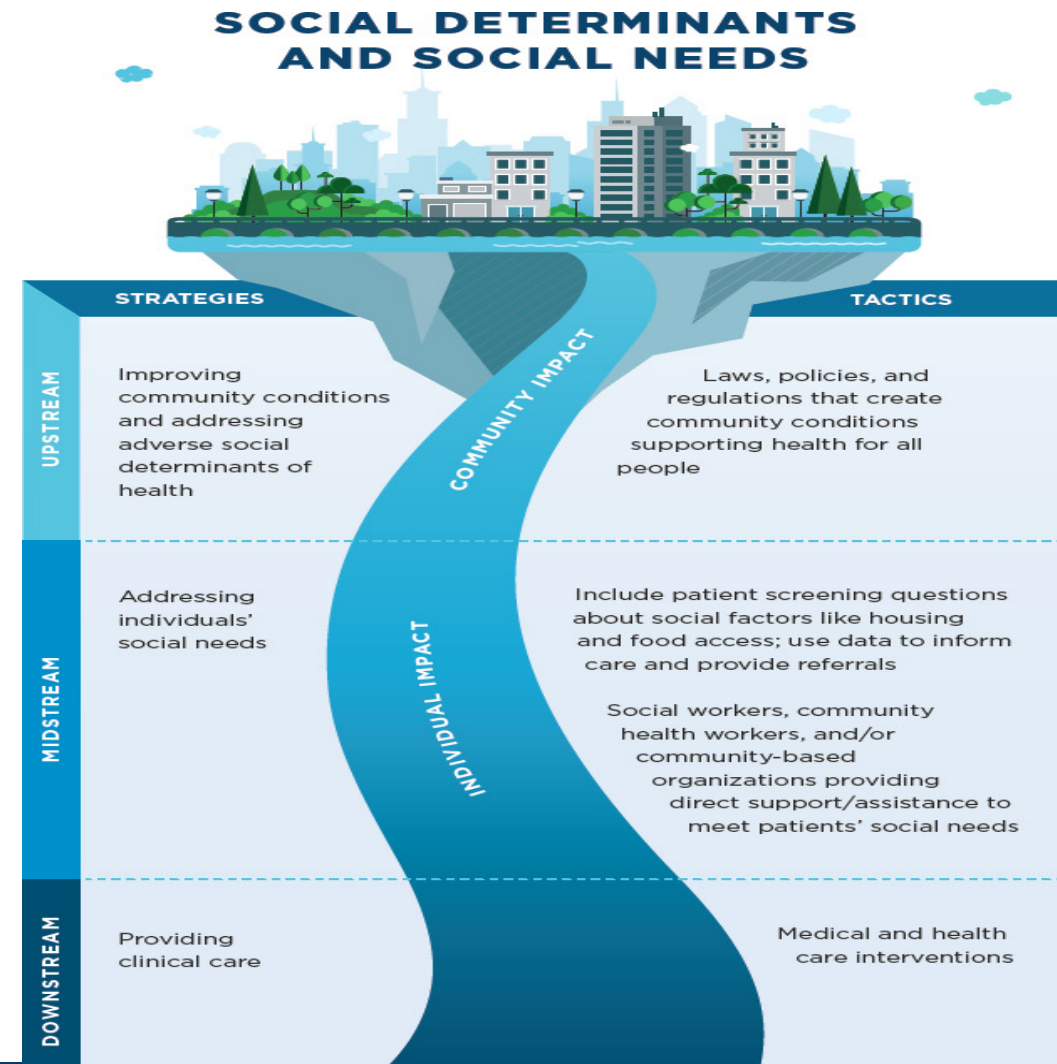 SOCIAL DETERMINANTS
AND SOCIAL NEEDS
STRATEGIES
TACTICS
UPSTREAM
Improving
community conditions
and addressing
adverse social
determinants of
health
COMMUNITY IMPACT
Laws, policies, and
regulations that create
community conditions
supporting health for all
people
MIDSTREAM
Addressing
individuals’
social needs
INDIVIDUAL IMPACT
Include patient screening questions
about social factors like housing
and food access; use data to inform
care and provide referrals
Social workers, community
health workers, and/or
community-based
organizations providing
direct support/assistance to
meet patients’ social needs
DOWNSTREAM
Providing
clinical care
Medical and health
care interventions